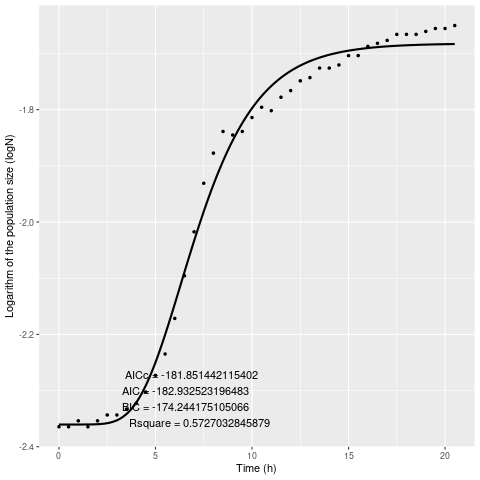 Logarithm of the population size (logN)
-1.8
-2.0
-2.2
-2.4
AICc = -181.851442115402
AIC = -182.932523196483
BIC = -174.244175105066
Rsquare = 0.5727032845879
0
5
10
15
20
Time (h)